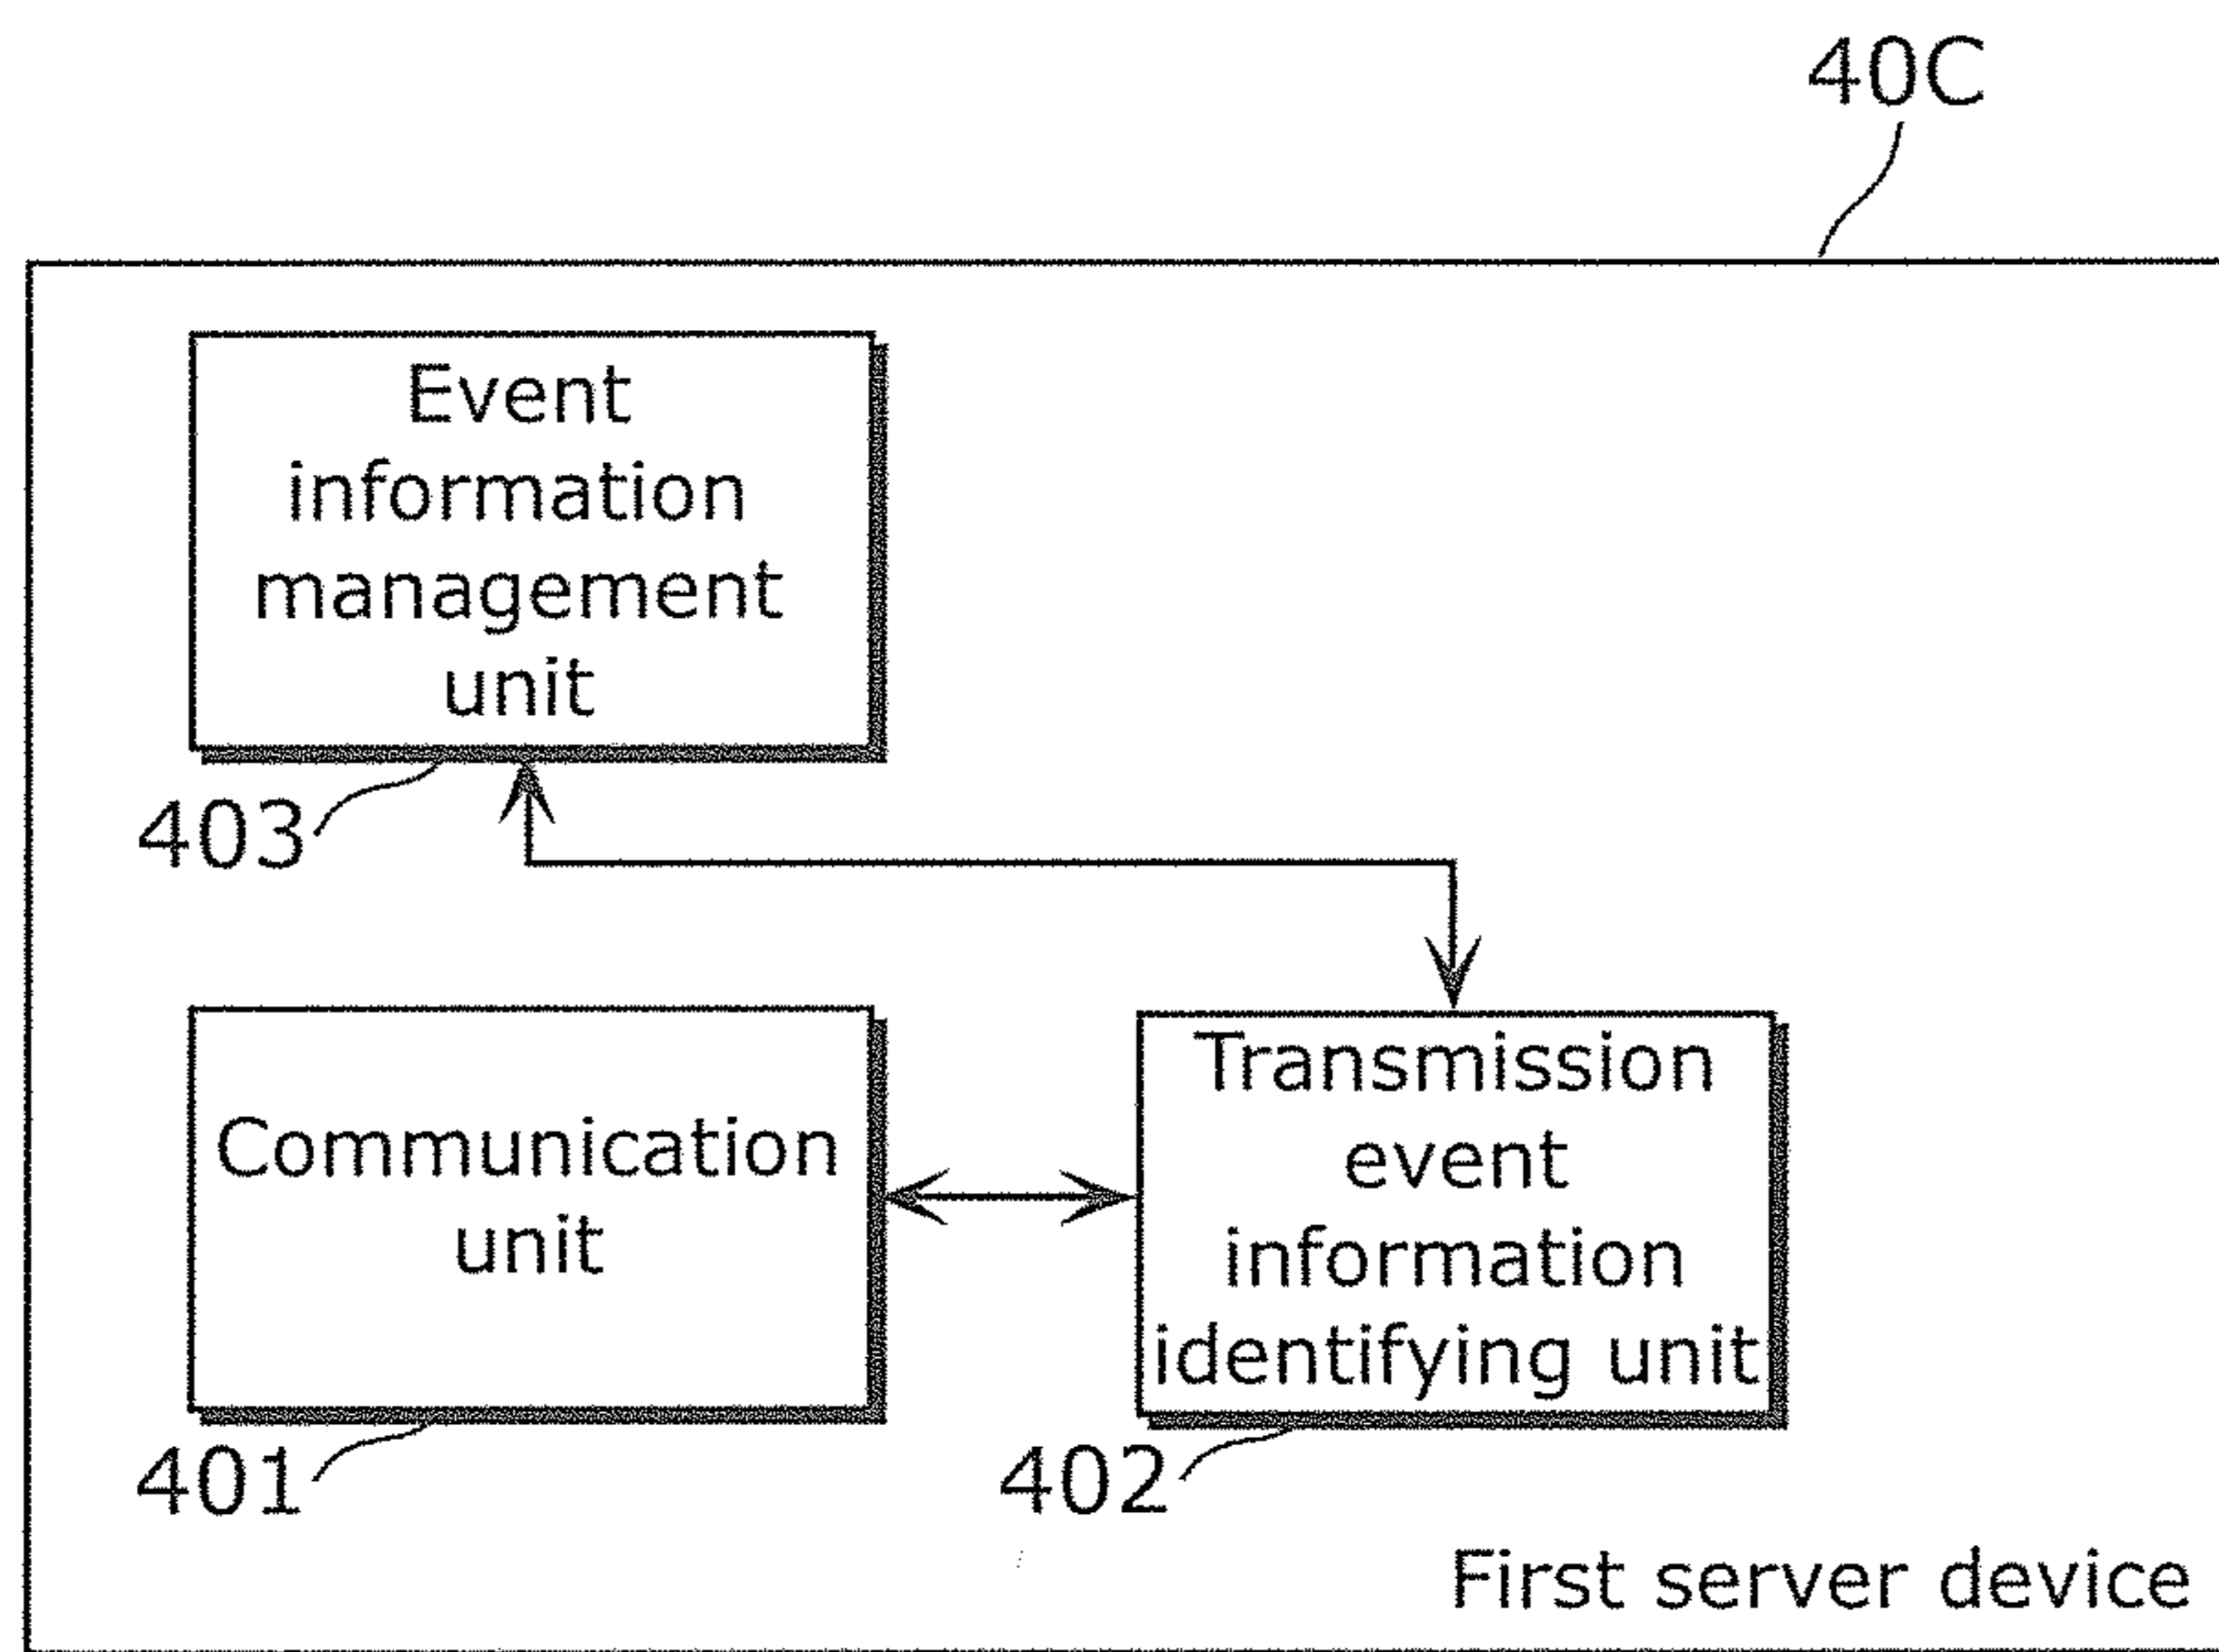 40C
Event
information
management
unit
403
Communication
unit
401
Transmission
event
information
identifying unit
402
First server device